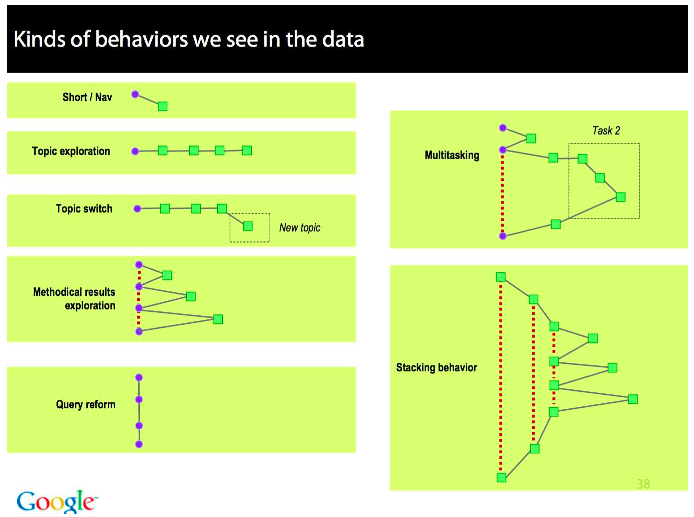 Kinds of behaviors we see in the data
Short / Nav
Topic exploration
Topic switch
New topic
Methodical results
exploration
Query reform
Multitasking
Task 2
Stacking behavior
38
Google